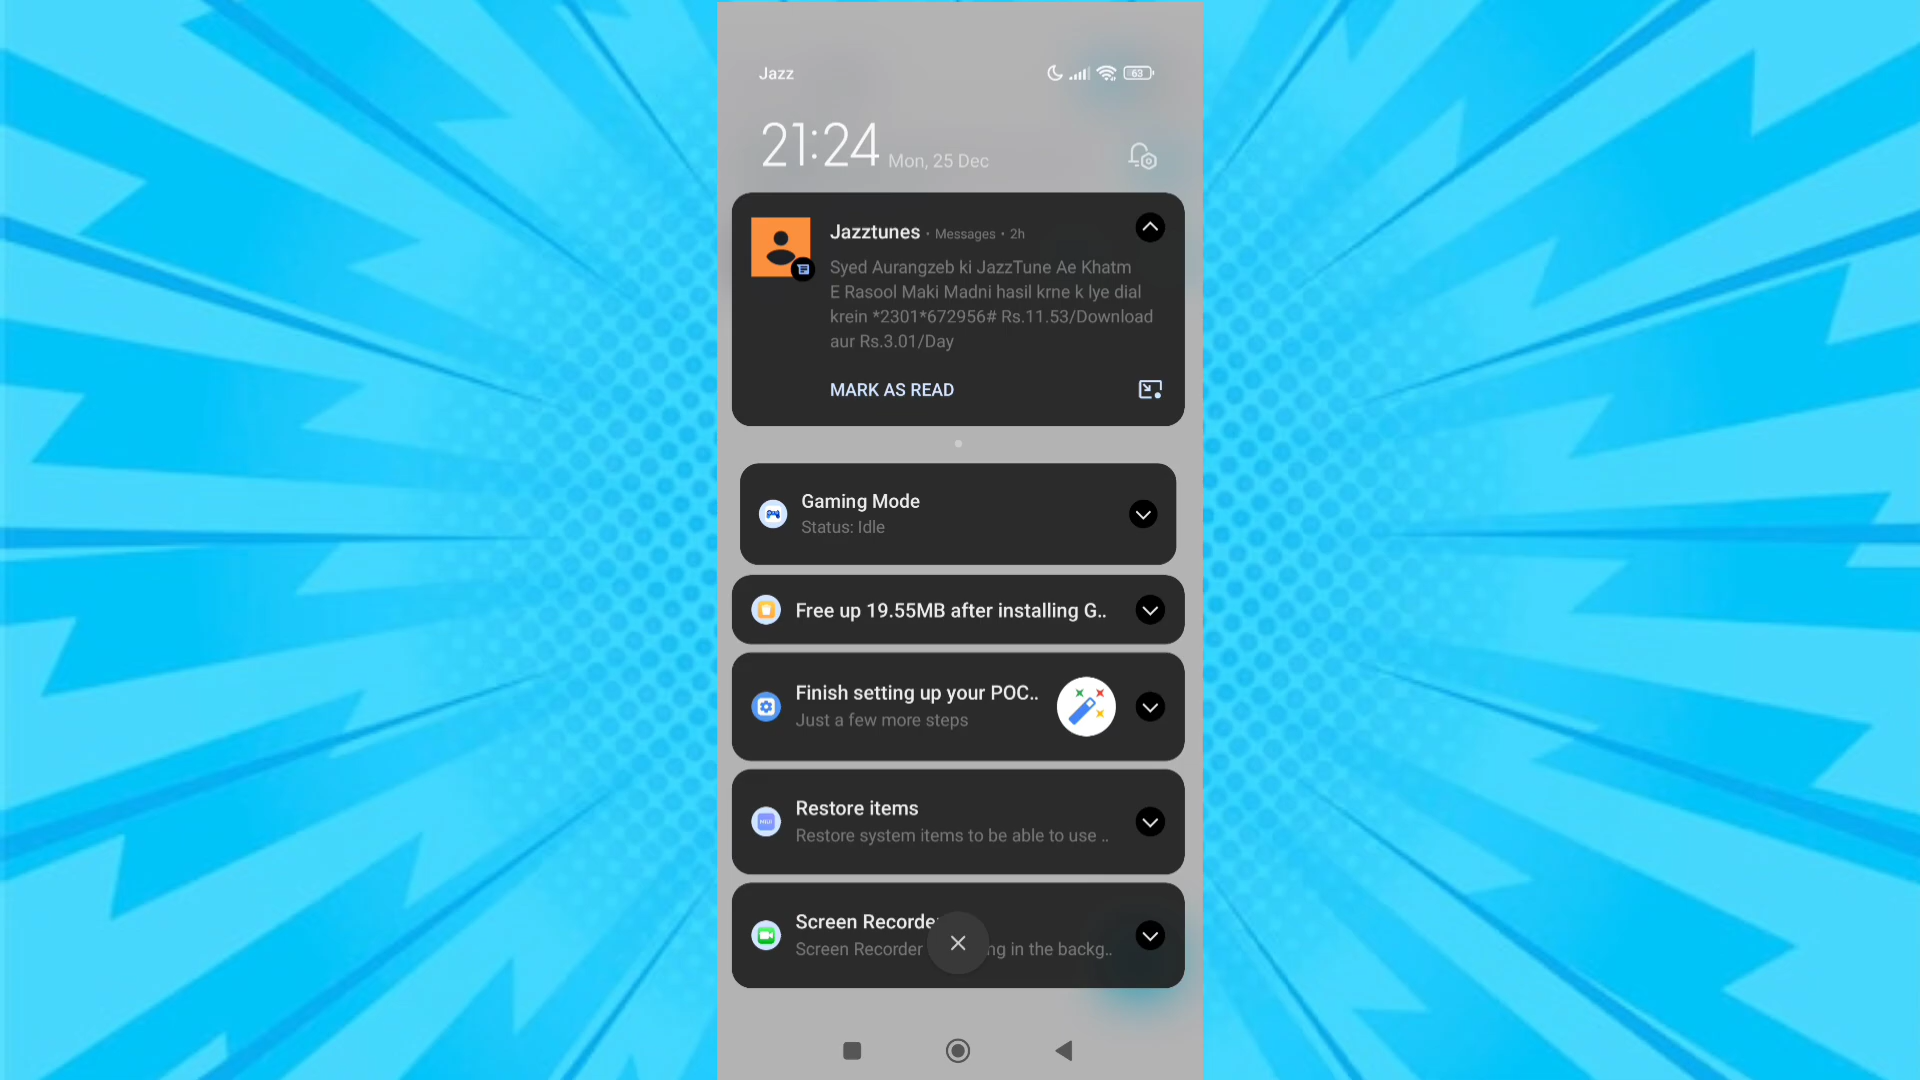 Jazz
63
21:24 Mon, 25 Dec
Jazztunes • Messages • 2h
Syed Aurangzeb ki JazzTune Ae Khatm
E Rasool Maki Madni hasil krne k lye dial
krein *2301*672956# Rs.11.53/Download
aur Rs.3.01/Day
MARK AS READ
Gaming Mode
Status: Idle
Free up 19.55MB after installing G..
Finish setting up your POC..
Just a few more steps
Restore items
MIUI
Restore system items to be able to use ..
Screen Recorde
Screen Recorder ng in the backg..